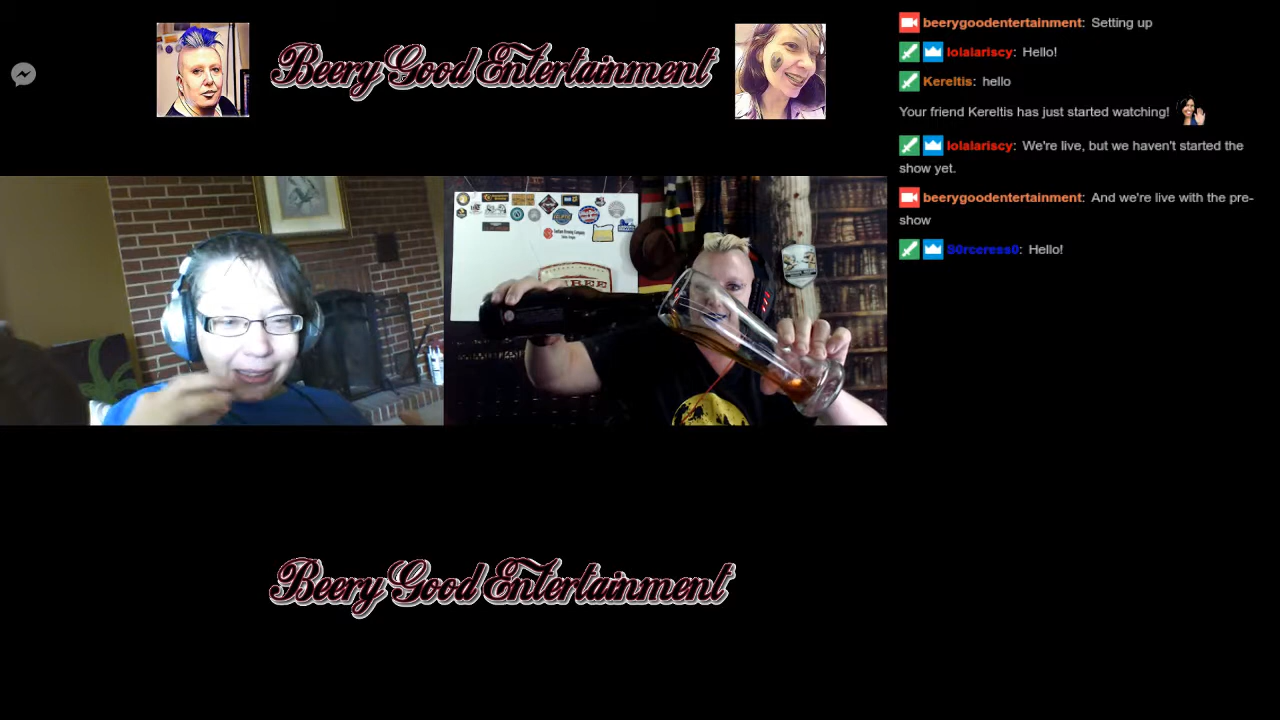 Beery Good Entertainment
beerygoodentertainment: Setting up
lolalariscy: Hello!
Kereltis: hello
Your friend Kereltis has just started watching!
lolalariscy: We're live, but we haven't started the
show yet.
beerygoodentertainment: And we're live with the pre-
show
S0rceress0: Hello!
Beery Good Entertainment